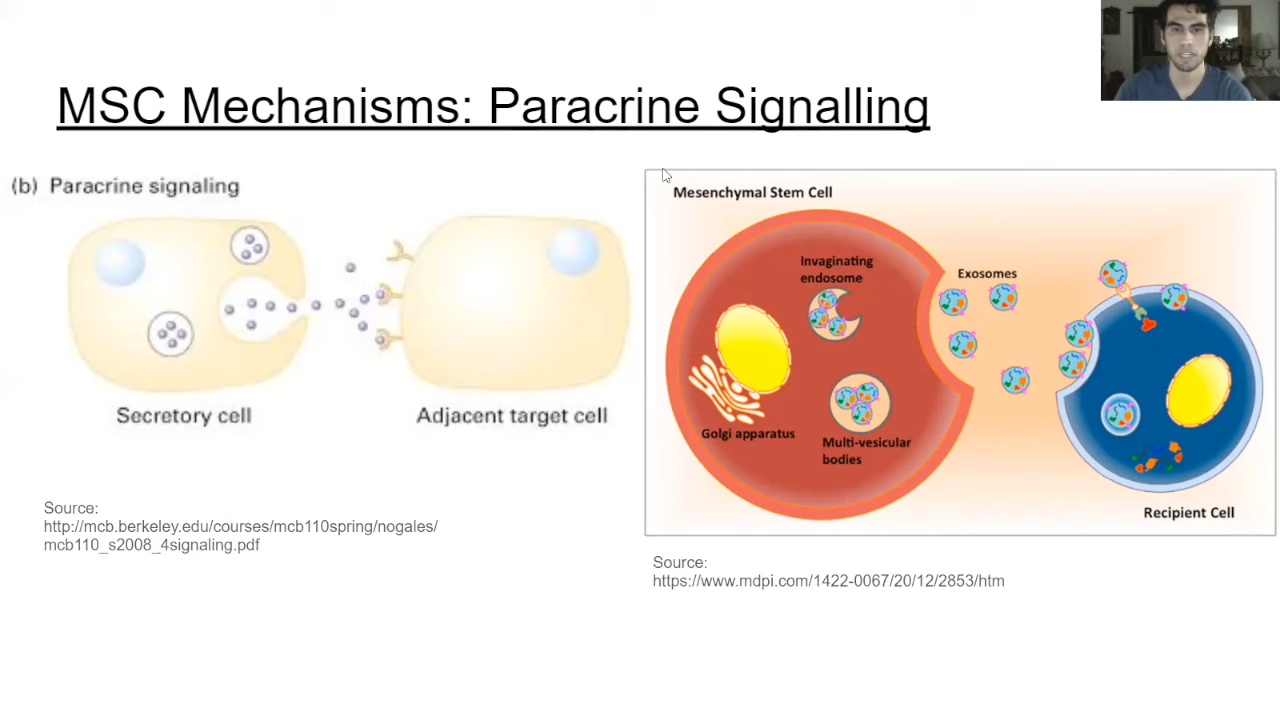 MSC Mechanisms: Paracrine Signalling
(b) Paracrine signaling
Secretory cell
Adjacent target cell
Source:
http://mcb.berkeley.edu/courses/mcb110spring/nogales/
mcb110_s2008_4signaling.pdf
Mesenchymal Stem Cell
Invaginating
endosome
Exosomes
Golgi apparatus
Multi-vesicular
bodies
Recipient Cell
Source:
https://www.mdpi.com/1422-0067/20/12/2853/htm